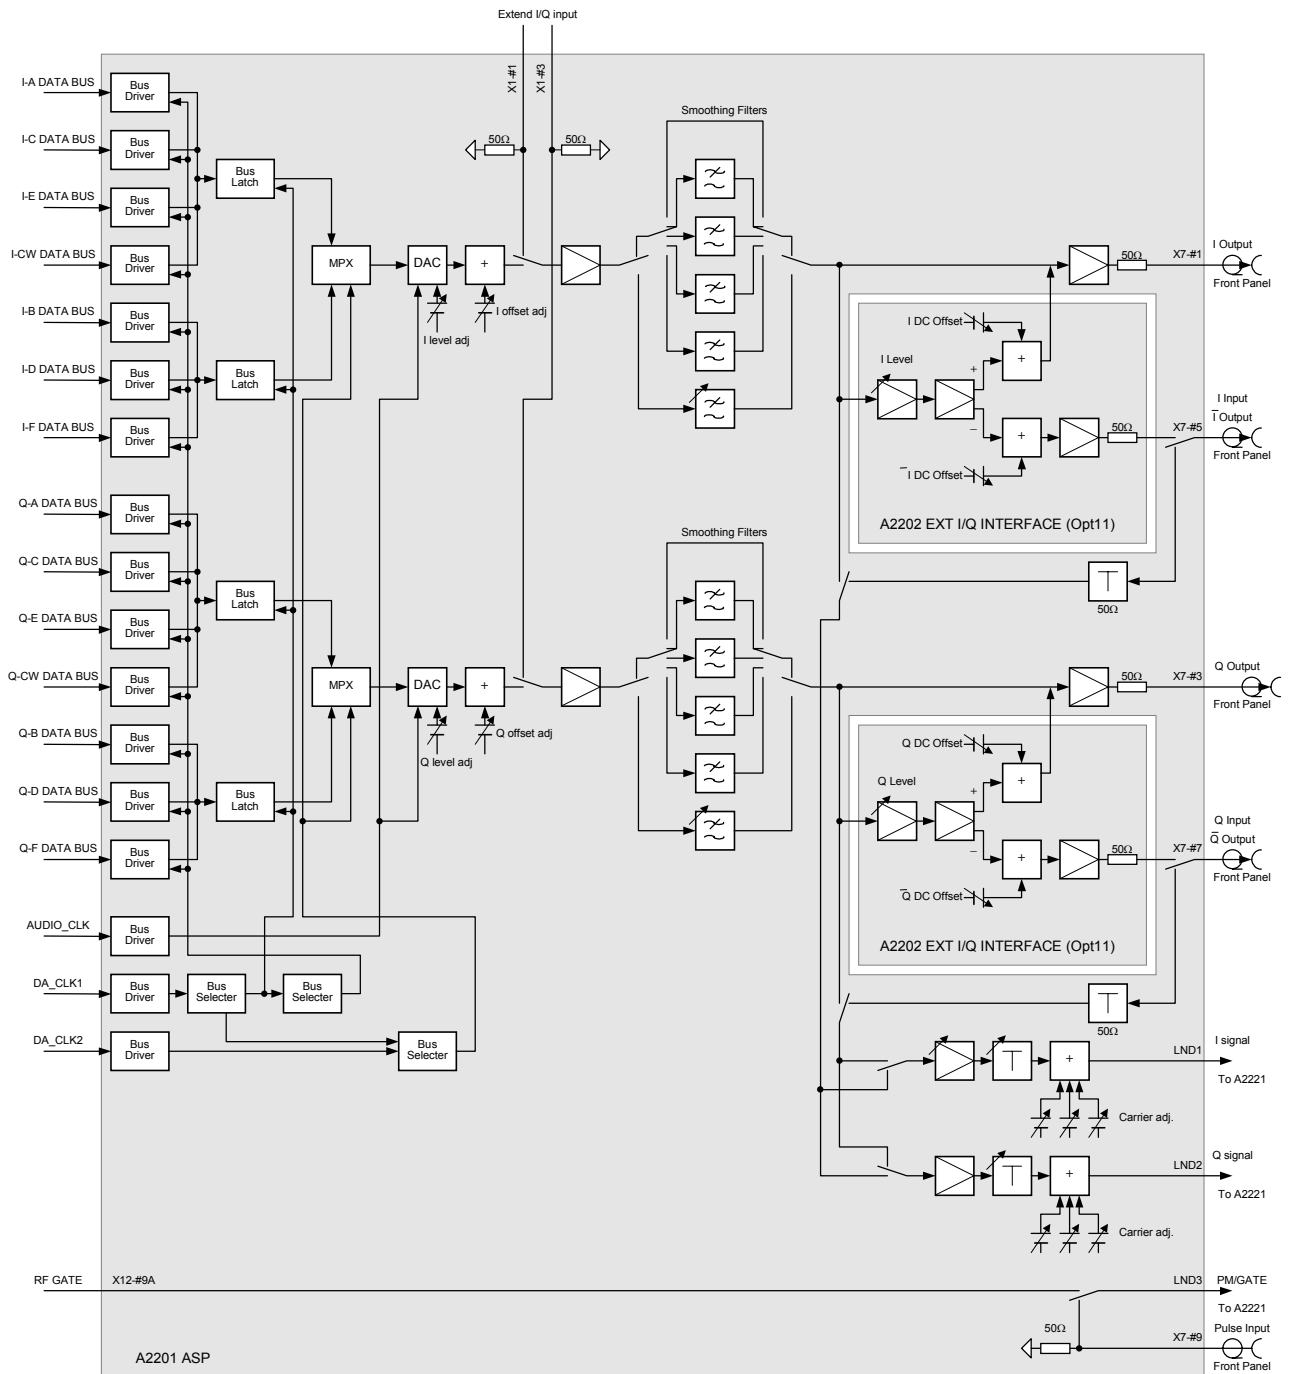 Extend I/Q input
X1-#1
X1-#3
I-A DATA BUS
Bus
Driver
I-C DATA BUS
Bus
Driver
I-E DATA BUS
Bus
Driver
I-CW DATA BUS
Bus
Driver
I-B DATA BUS
Bus
Driver
I-D DATA BUS
Bus
Driver
I-F DATA BUS
Bus
Driver
Bus
Latch
Bus
Latch
MPX
DAC
+
I level adj
I offset adj
50Ω
50Ω
Smoothing Filters
50Ω
X7-#1
I Output
Front Panel
I DC Offset
+
I Level
+
−
+
I̅ DC Offset
50Ω
X7-#5
I Input
I̅ Output
Front Panel
A2202 EXT I/Q INTERFACE (Opt11)
50Ω
Q-A DATA BUS
Bus
Driver
Q-C DATA BUS
Bus
Driver
Q-E DATA BUS
Bus
Driver
Q-CW DATA BUS
Bus
Driver
Q-B DATA BUS
Bus
Driver
Q-D DATA BUS
Bus
Driver
Q-F DATA BUS
Bus
Driver
Bus
Latch
Bus
Latch
MPX
DAC
+
Q level adj
Q offset adj
Smoothing Filters
50Ω
X7-#3
Q Output
Front Panel
Q DC Offset
+
Q Level
+
−
+
Q̅ DC Offset
50Ω
X7-#7
Q Input
Q̅ Output
Front Panel
A2202 EXT I/Q INTERFACE (Opt11)
50Ω
AUDIO_CLK
Bus
Driver
DA_CLK1
Bus
Driver
Bus
Selecter
Bus
Selecter
DA_CLK2
Bus
Driver
Bus
Selecter
+
Carrier adj.
LND1
I signal
To A2221
+
Carrier adj.
LND2
Q signal
To A2221
RF GATE
X12-#9A
LND3
PM/GATE
To A2221
50Ω
X7-#9
Pulse Input
Front Panel
A2201 ASP